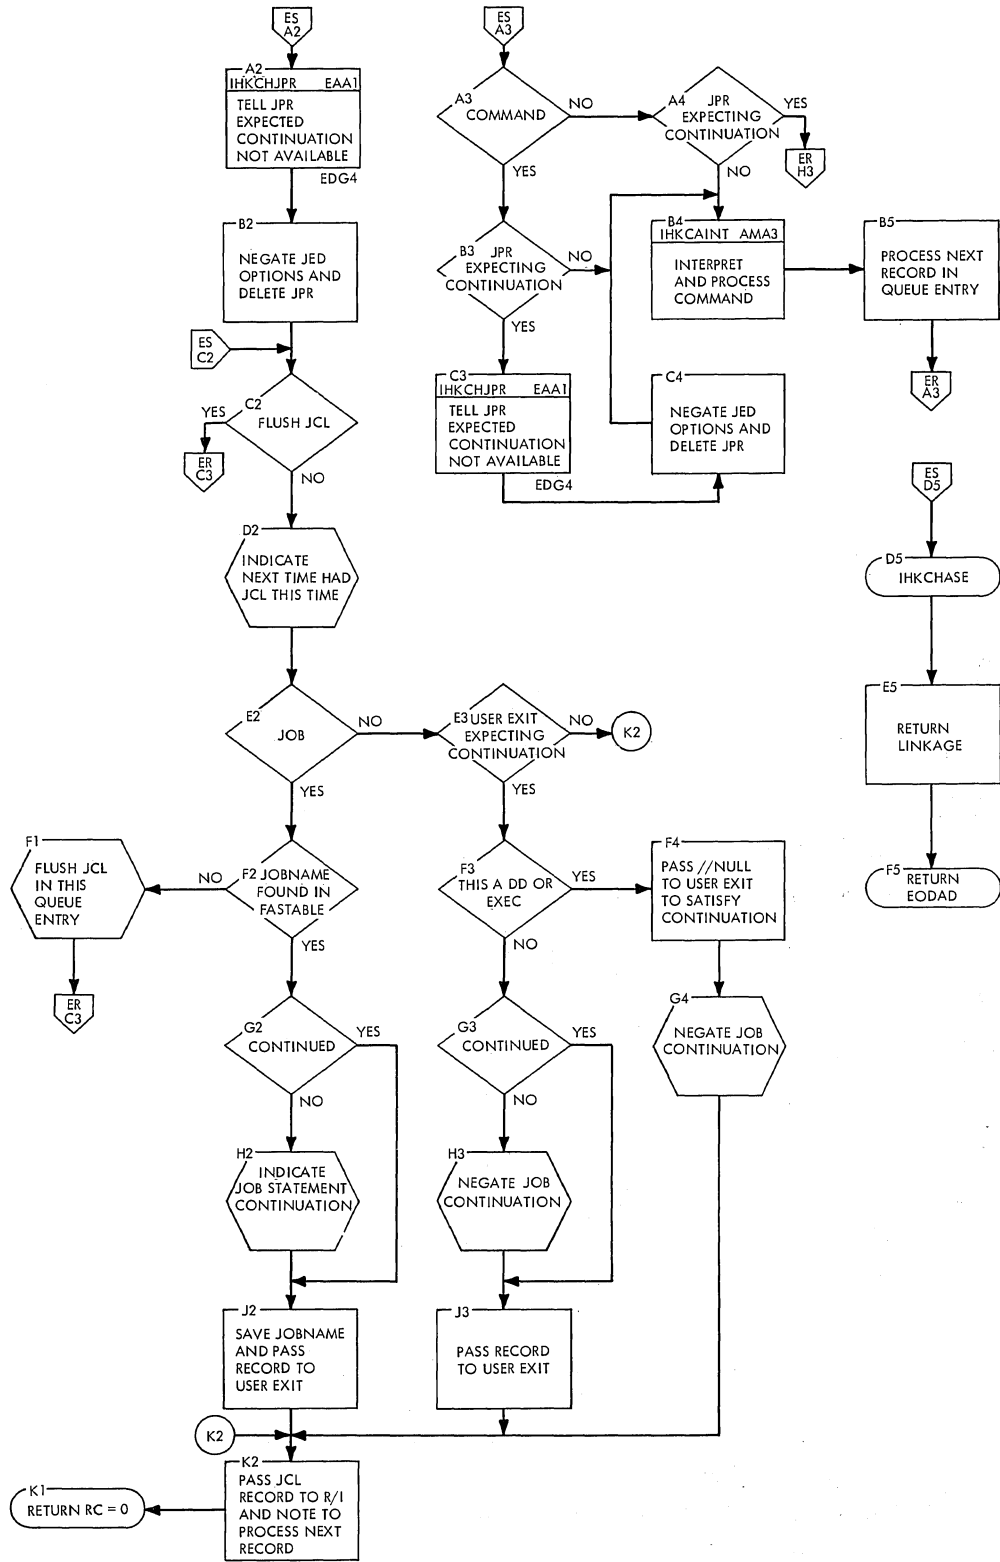 ES
A2
A2
IHKCHJPR EAA1
TELL JPR
EXPECTED
CONTINUATION
NOT AVAILABLE
EDG4
B2
NEGATE JED
OPTIONS AND
DELETE JPR
ES
C2
C2
FLUSH JCL
YES
ER
C3
NO
D2
INDICATE
NEXT TIME HAD
JCL THIS TIME
E2
JOB
NO
YES
F1
FLUSH JCL
IN THIS
QUEUE
ENTRY
NO
F2 JOBNAME
FOUND IN
FASTABLE
YES
ER
C3
G2
CONTINUED
YES
NO
H2
INDICATE
JOB STATEMENT
CONTINUATION
J2
SAVE JOBNAME
AND PASS
RECORD TO
USER EXIT
K2
K2
PASS JCL
RECORD TO R/I
AND NOTE TO
PROCESS NEXT
RECORD
K1
RETURN RC = 0
ES
A3
A3
COMMAND
NO
YES
A4
JPR
EXPECTING
CONTINUATION
YES
ER
H3
NO
B3
JPR
EXPECTING
CONTINUATION
NO
YES
B4
IHKCAINT AMA3
INTERPRET
AND PROCESS
COMMAND
B5
PROCESS NEXT
RECORD IN
QUEUE ENTRY
ER
A3
C3
IHKCHJPR EAA1
TELL JPR
EXPECTED
CONTINUATION
NOT AVAILABLE
EDG4
C4
NEGATE JED
OPTIONS AND
DELETE JPR
ES
D5
D5
IHKCHASE
E5
RETURN
LINKAGE
F5
RETURN
EODAD
E3 USER EXIT
EXPECTING
CONTINUATION
NO
K2
YES
F3
THIS A DD OR
EXEC
YES
NO
F4
PASS //NULL
TO USER EXIT
TO SATISFY
CONTINUATION
G4
NEGATE JOB
CONTINUATION
G3
CONTINUED
YES
NO
H3
NEGATE JOB
CONTINUATION
J3
PASS RECORD
TO USER EXIT